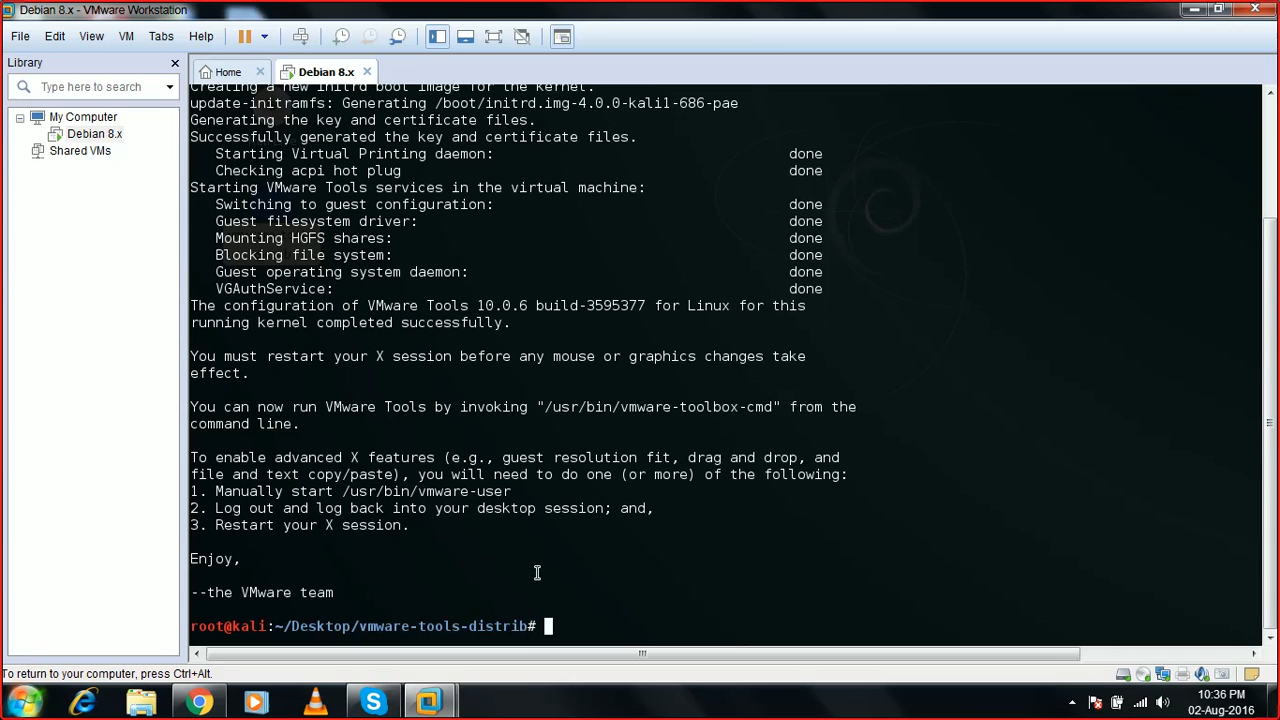 Debian 8.x - VMware Workstation
File Edit View VM Tabs Help
Library
Type here to search
My Computer
Debian 8.x
Shared VMs
Home Debian 8.x
Creating a new initrd boot image for the kernel.
update-initramfs: Generating /boot/initrd.img-4.0.0-kali1-686-pae
Generating the key and certificate files.
Successfully generated the key and certificate files.
Starting Virtual Printing daemon: done
Checking acpi hot plug done
Starting VMware Tools services in the virtual machine:
Switching to guest configuration: done
Guest filesystem driver: done
Mounting HGFS shares: done
Blocking file system: done
Guest operating system daemon: done
VGAuthService: done
The configuration of VMware Tools 10.0.6 build-3595377 for Linux for this
running kernel completed successfully.
You must restart your X session before any mouse or graphics changes take
effect.
You can now run VMware Tools by invoking "/usr/bin/vmware-toolbox-cmd" from the
command line.
To enable advanced X features (e.g., guest resolution fit, drag and drop, and
file and text copy/paste), you will need to do one (or more) of the following:
1. Manually start /usr/bin/vmware-user
2. Log out and log back into your desktop session; and,
3. Restart your X session.
Enjoy,
--the VMware team
root@kali:~/Desktop/vmware-tools-distrib#
To return to your computer, press Ctrl+Alt.
10:36 PM
02-Aug-2016